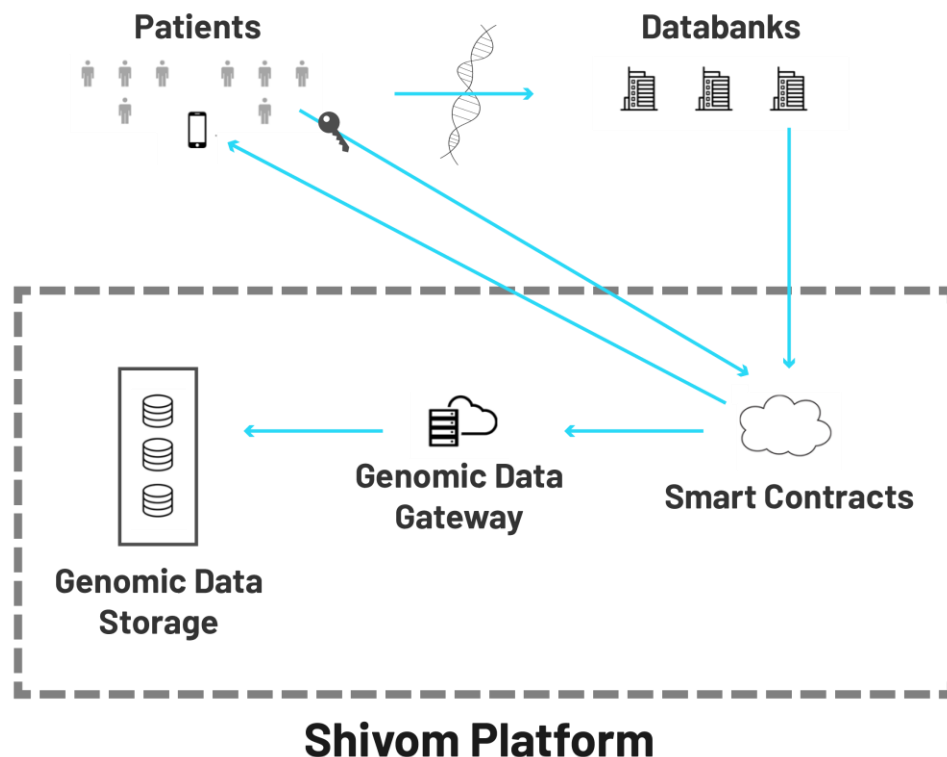 Patients
Databanks
Genomic Data
Gateway
Smart Contracts
Genomic Data
Storage
Shivom Platform